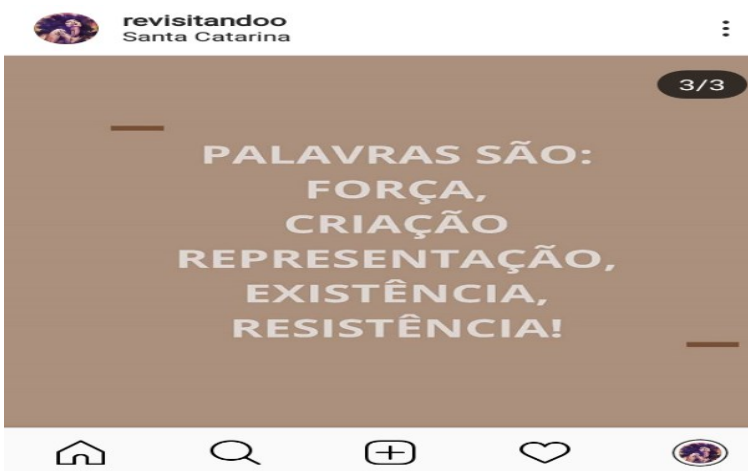 revisitandoo
Santa Catarina
3/3
PALAVRAS SÃO:
FORÇA,
CRIAÇÃO
REPRESENTAÇÃO,
EXISTÊNCIA,
RESISTÊNCIA!